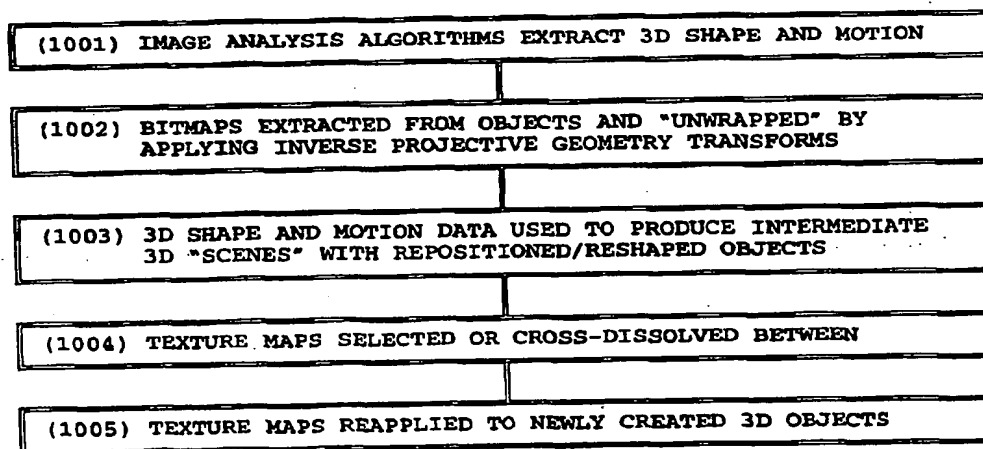 (1001) IMAGE ANALYSIS ALGORITHMS EXTRACT 3D SHAPE AND MOTION
(1002) BITMAPS EXTRACTED FROM OBJECTS AND "UNWRAPPED" BY
APPLYING INVERSE PROJECTIVE GEOMETRY TRANSFORMS
(1003) 3D SHAPE AND MOTION DATA USED TO PRODUCE INTERMEDIATE
3D "SCENES" WITH REPOSITIONED/RESHAPED OBJECTS
(1004) TEXTURE MAPS SELECTED OR CROSS-DISSOLVED BETWEEN
(1005) TEXTURE MAPS REAPPLIED TO NEWLY CREATED 3D OBJECTS